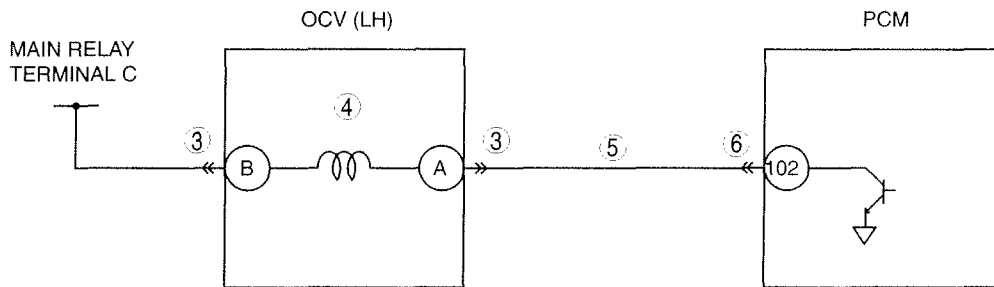 OCV (LH)
PCM
MAIN RELAY
TERMINAL C
④
③
③
⑤
⑥
B
A
102